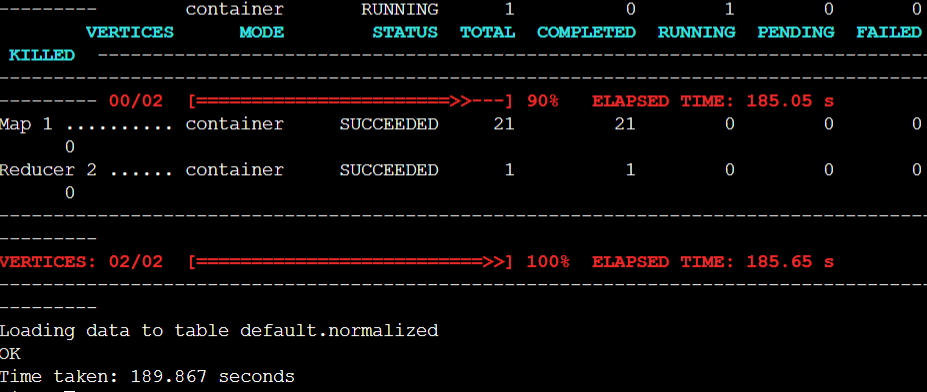 --------- container RUNNING 1 0 1 0 0
VERTICES MODE STATUS TOTAL COMPLETED RUNNING PENDING FAILED
KILLED ----------------------------------------------------------------------------
-------------------------------------------------------------------------------------
--------- 00/02 [=======================>>---] 90% ELAPSED TIME: 185.05 s
Map 1 .......... container SUCCEEDED 21 21 0 0 0
0
Reducer 2 ...... container SUCCEEDED 1 1 0 0 0
0
-------------------------------------------------------------------------------------
---------
VERTICES: 02/02 [==========================>>] 100% ELAPSED TIME: 185.65 s
-------------------------------------------------------------------------------------
---------
Loading data to table default.normalized
OK
Time taken: 189.867 seconds